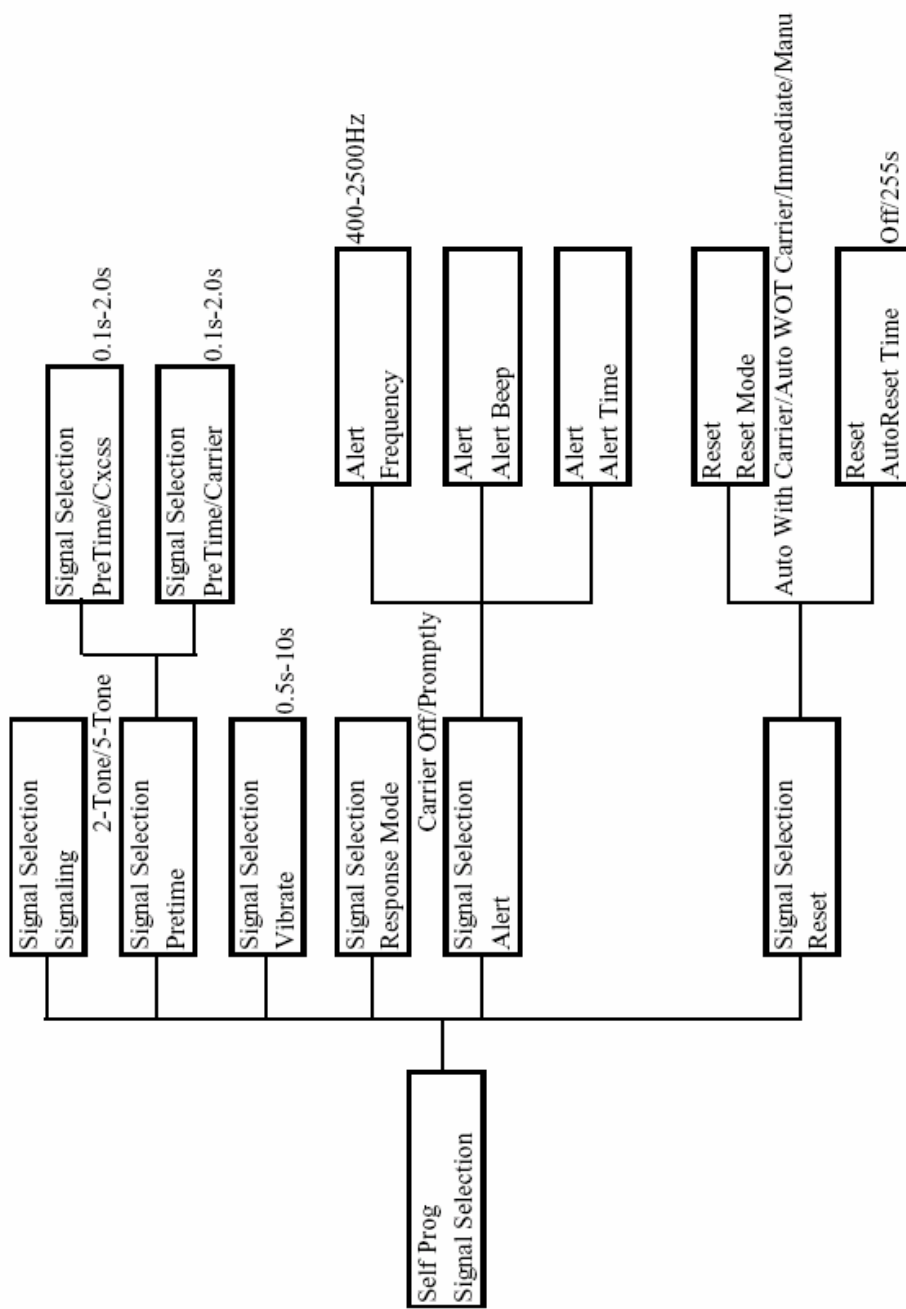 Self Prog
Signal Selection
Signal Selection
Signaling
2-Tone/5-Tone
Signal Selection
Pretime
Signal Selection
PreTime/Cxcss
0.1s-2.0s
Signal Selection
PreTime/Carrier
0.1s-2.0s
Signal Selection
Vibrate
0.5s-10s
Signal Selection
Response Mode
Carrier Off/Promptly
Signal Selection
Alert
Alert
Frequency
400-2500Hz
Alert
Alert Beep
Alert
Alert Time
Signal Selection
Reset
Reset
Reset Mode
Auto With Carrier/Auto WOT Carrier/Immediate/Manu
Reset
AutoReset Time
Off/255s